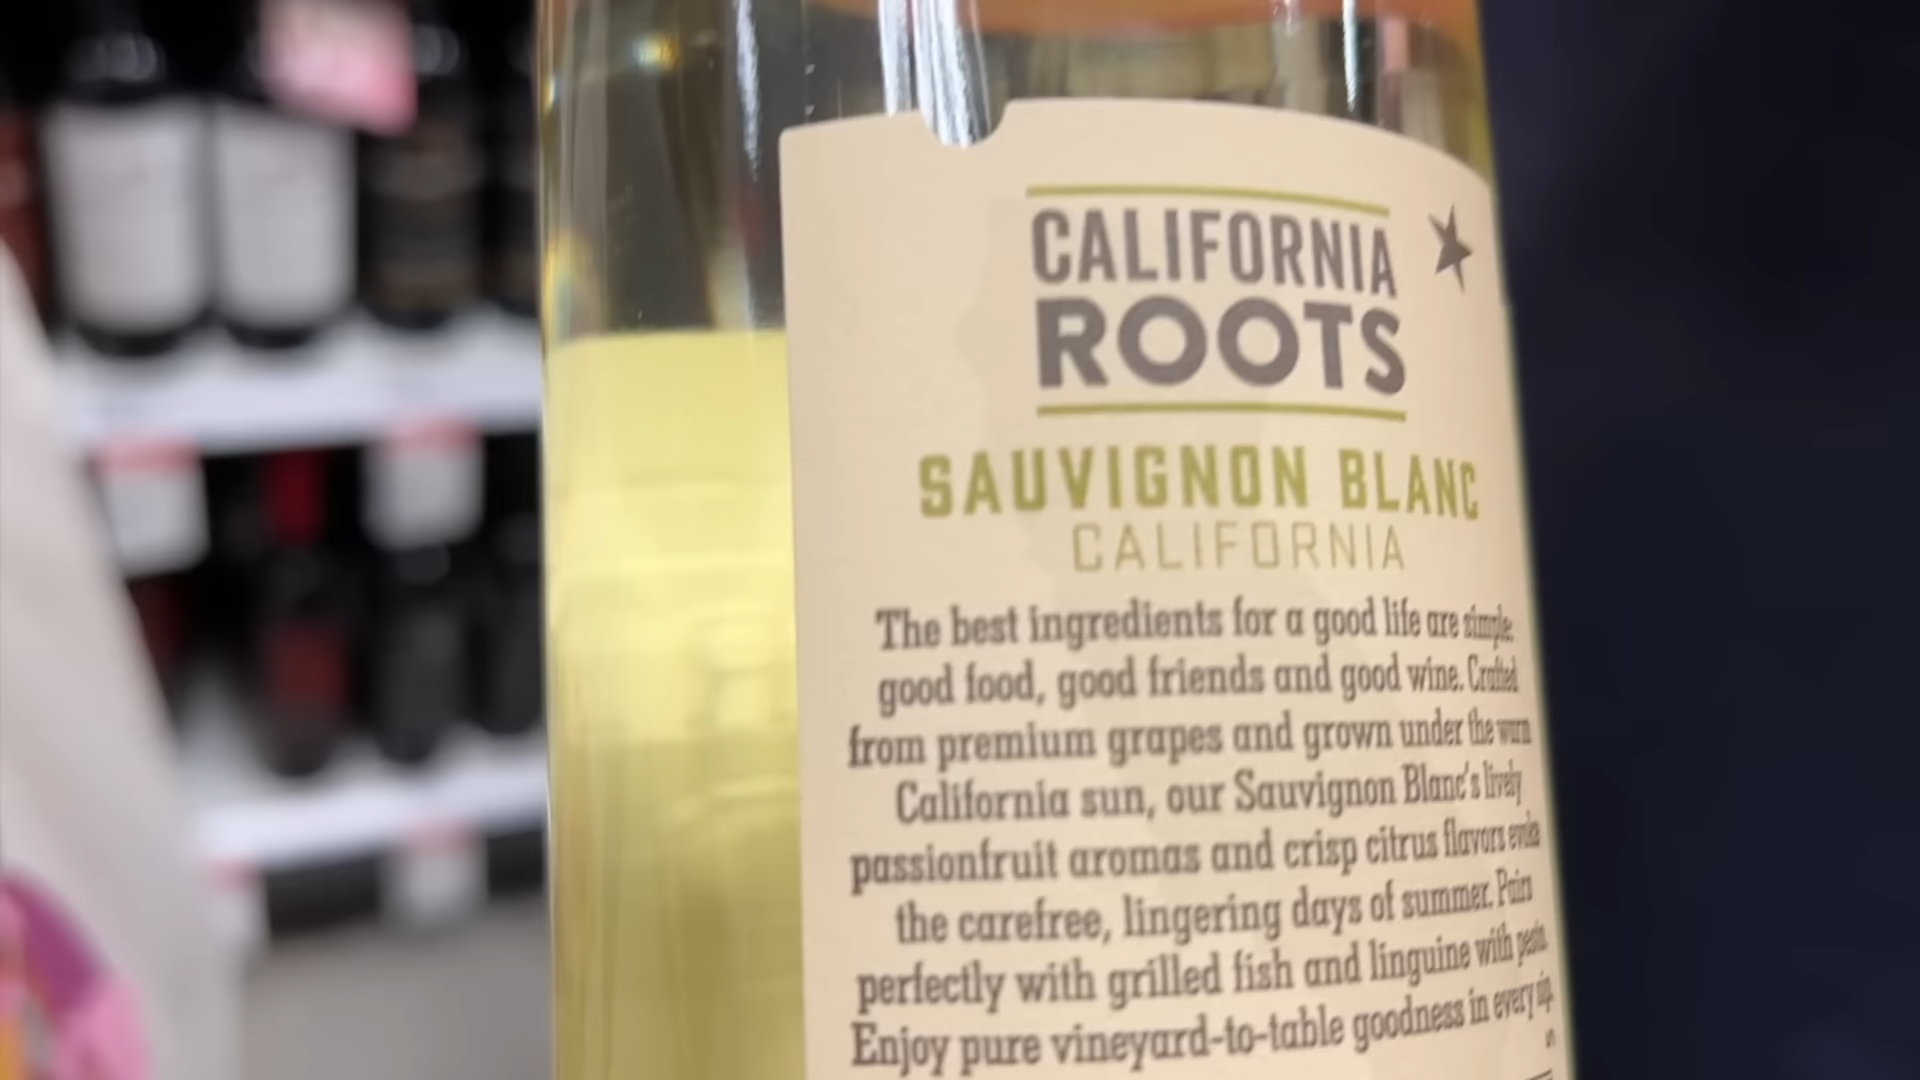 CALIFORNIA
ROOTS
SAUVIGNON BLANC
CALIFORNIA
The best ingredients for a good life are simple:
good food, good friends and good wine. Crafted
from premium grapes and grown under the warm
California sun, our Sauvignon Blanc's lively
passionfruit aromas and crisp citrus flavors evoke
the carefree, lingering days of summer. Pairs
perfectly with grilled fish and linguine with pesto.
Enjoy pure vineyard-to-table goodness in every sip.